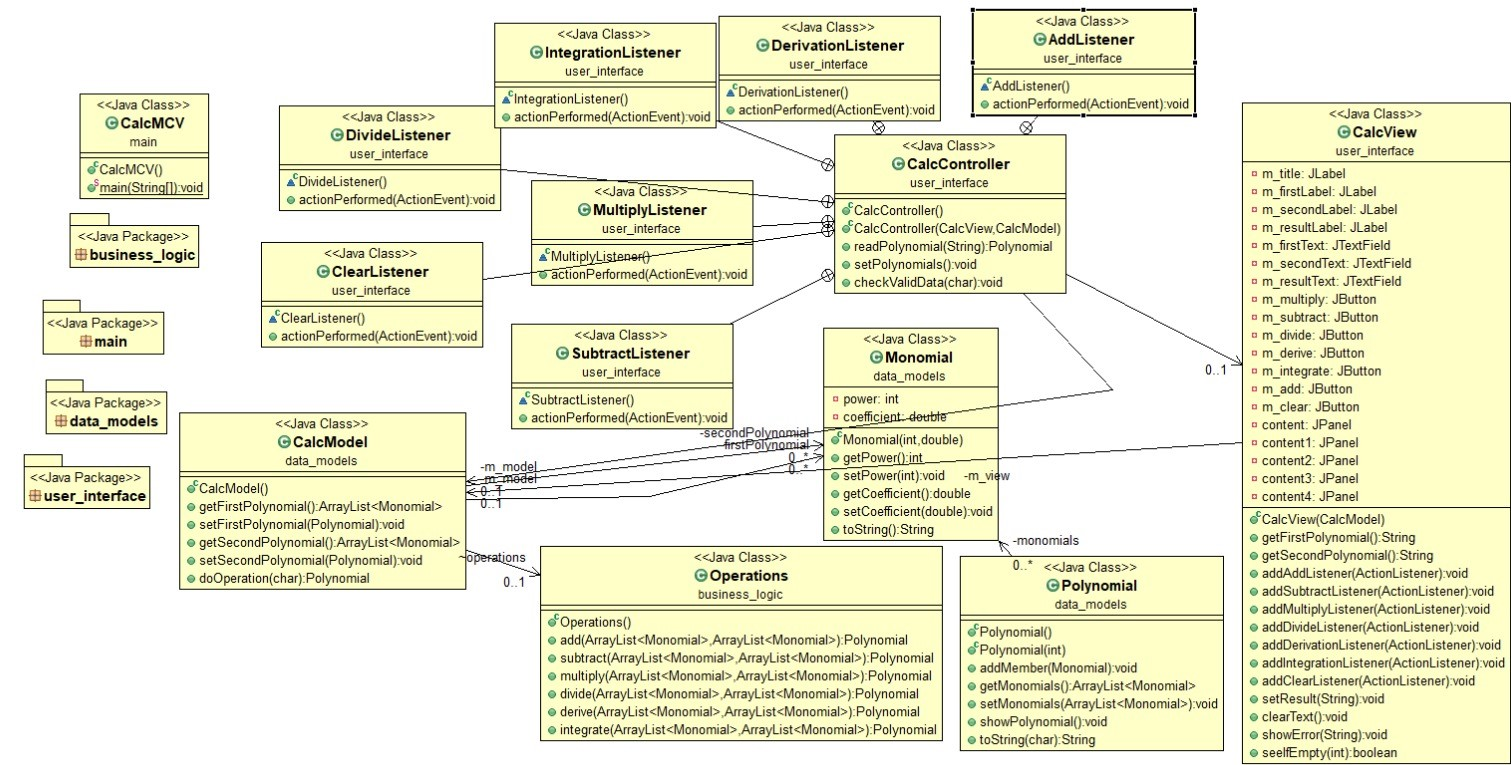 <<Java Class>>
CalcMCV
main
CalcMCV()
main(String[]):void
<<Java Package>>
business_logic
<<Java Package>>
main
<<Java Package>>
data_models
<<Java Package>>
user_interface
<<Java Class>>
IntegrationListener
user_interface
IntegrationListener()
actionPerformed(ActionEvent):void
<<Java Class>>
DerivationListener
user_interface
DerivationListener()
actionPerformed(ActionEvent):void
<<Java Class>>
AddListener
user_interface
AddListener()
actionPerformed(ActionEvent):void
<<Java Class>>
DivideListener
user_interface
DivideListener()
actionPerformed(ActionEvent):void
<<Java Class>>
MultiplyListener
user_interface
MultiplyListener()
actionPerformed(ActionEvent):void
<<Java Class>>
ClearListener
user_interface
ClearListener()
actionPerformed(ActionEvent):void
<<Java Class>>
SubtractListener
user_interface
SubtractListener()
actionPerformed(ActionEvent):void
<<Java Class>>
CalcController
user_interface
CalcController()
CalcController(CalcView,CalcModel)
readPolynomial(String):Polynomial
setPolynomials():void
checkValidData(char):void
<<Java Class>>
Monomial
data_models
power: int
coefficient: double
Monomial(int,double)
getPower():int
setPower(int):void
getCoefficient():double
setCoefficient(double):void
toString():String
-m_view
0..1
-secondPolynomial
firstPolynomial
0..*
0..*
-m_model
-m_model
0..1
0..1
<<Java Class>>
CalcModel
data_models
CalcModel()
getFirstPolynomial():ArrayList<Monomial>
setFirstPolynomial(Polynomial):void
getSecondPolynomial():ArrayList<Monomial>
setSecondPolynomial(Polynomial):void
doOperation(char):Polynomial
~operations
0..1
<<Java Class>>
Operations
business_logic
Operations()
add(ArrayList<Monomial>,ArrayList<Monomial>):Polynomial
subtract(ArrayList<Monomial>,ArrayList<Monomial>):Polynomial
multiply(ArrayList<Monomial>,ArrayList<Monomial>):Polynomial
divide(ArrayList<Monomial>,ArrayList<Monomial>):Polynomial
derive(ArrayList<Monomial>,ArrayList<Monomial>):Polynomial
integrate(ArrayList<Monomial>,ArrayList<Monomial>):Polynomial
-monomials
0..*
<<Java Class>>
Polynomial
data_models
Polynomial()
Polynomial(int)
addMember(Monomial):void
getMonomials():ArrayList<Monomial>
setMonomials(ArrayList<Monomial>):void
showPolynomial():void
toString(char):String
<<Java Class>>
CalcView
user_interface
m_title: JLabel
m_firstLabel: JLabel
m_secondLabel: JLabel
m_resultLabel: JLabel
m_firstText: JTextField
m_secondText: JTextField
m_resultText: JTextField
m_multiply: JButton
m_subtract: JButton
m_divide: JButton
m_derive: JButton
m_integrate: JButton
m_add: JButton
m_clear: JButton
content: JPanel
content1: JPanel
content2: JPanel
content3: JPanel
content4: JPanel
CalcView(CalcModel)
getFirstPolynomial():String
getSecondPolynomial():String
addAddListener(ActionListener):void
addSubtractListener(ActionListener):void
addMultiplyListener(ActionListener):void
addDivideListener(ActionListener):void
addDerivationListener(ActionListener):void
addIntegrationListener(ActionListener):void
addClearListener(ActionListener):void
setResult(String):void
clearText():void
showError(String):void
seeIfEmpty(int):boolean